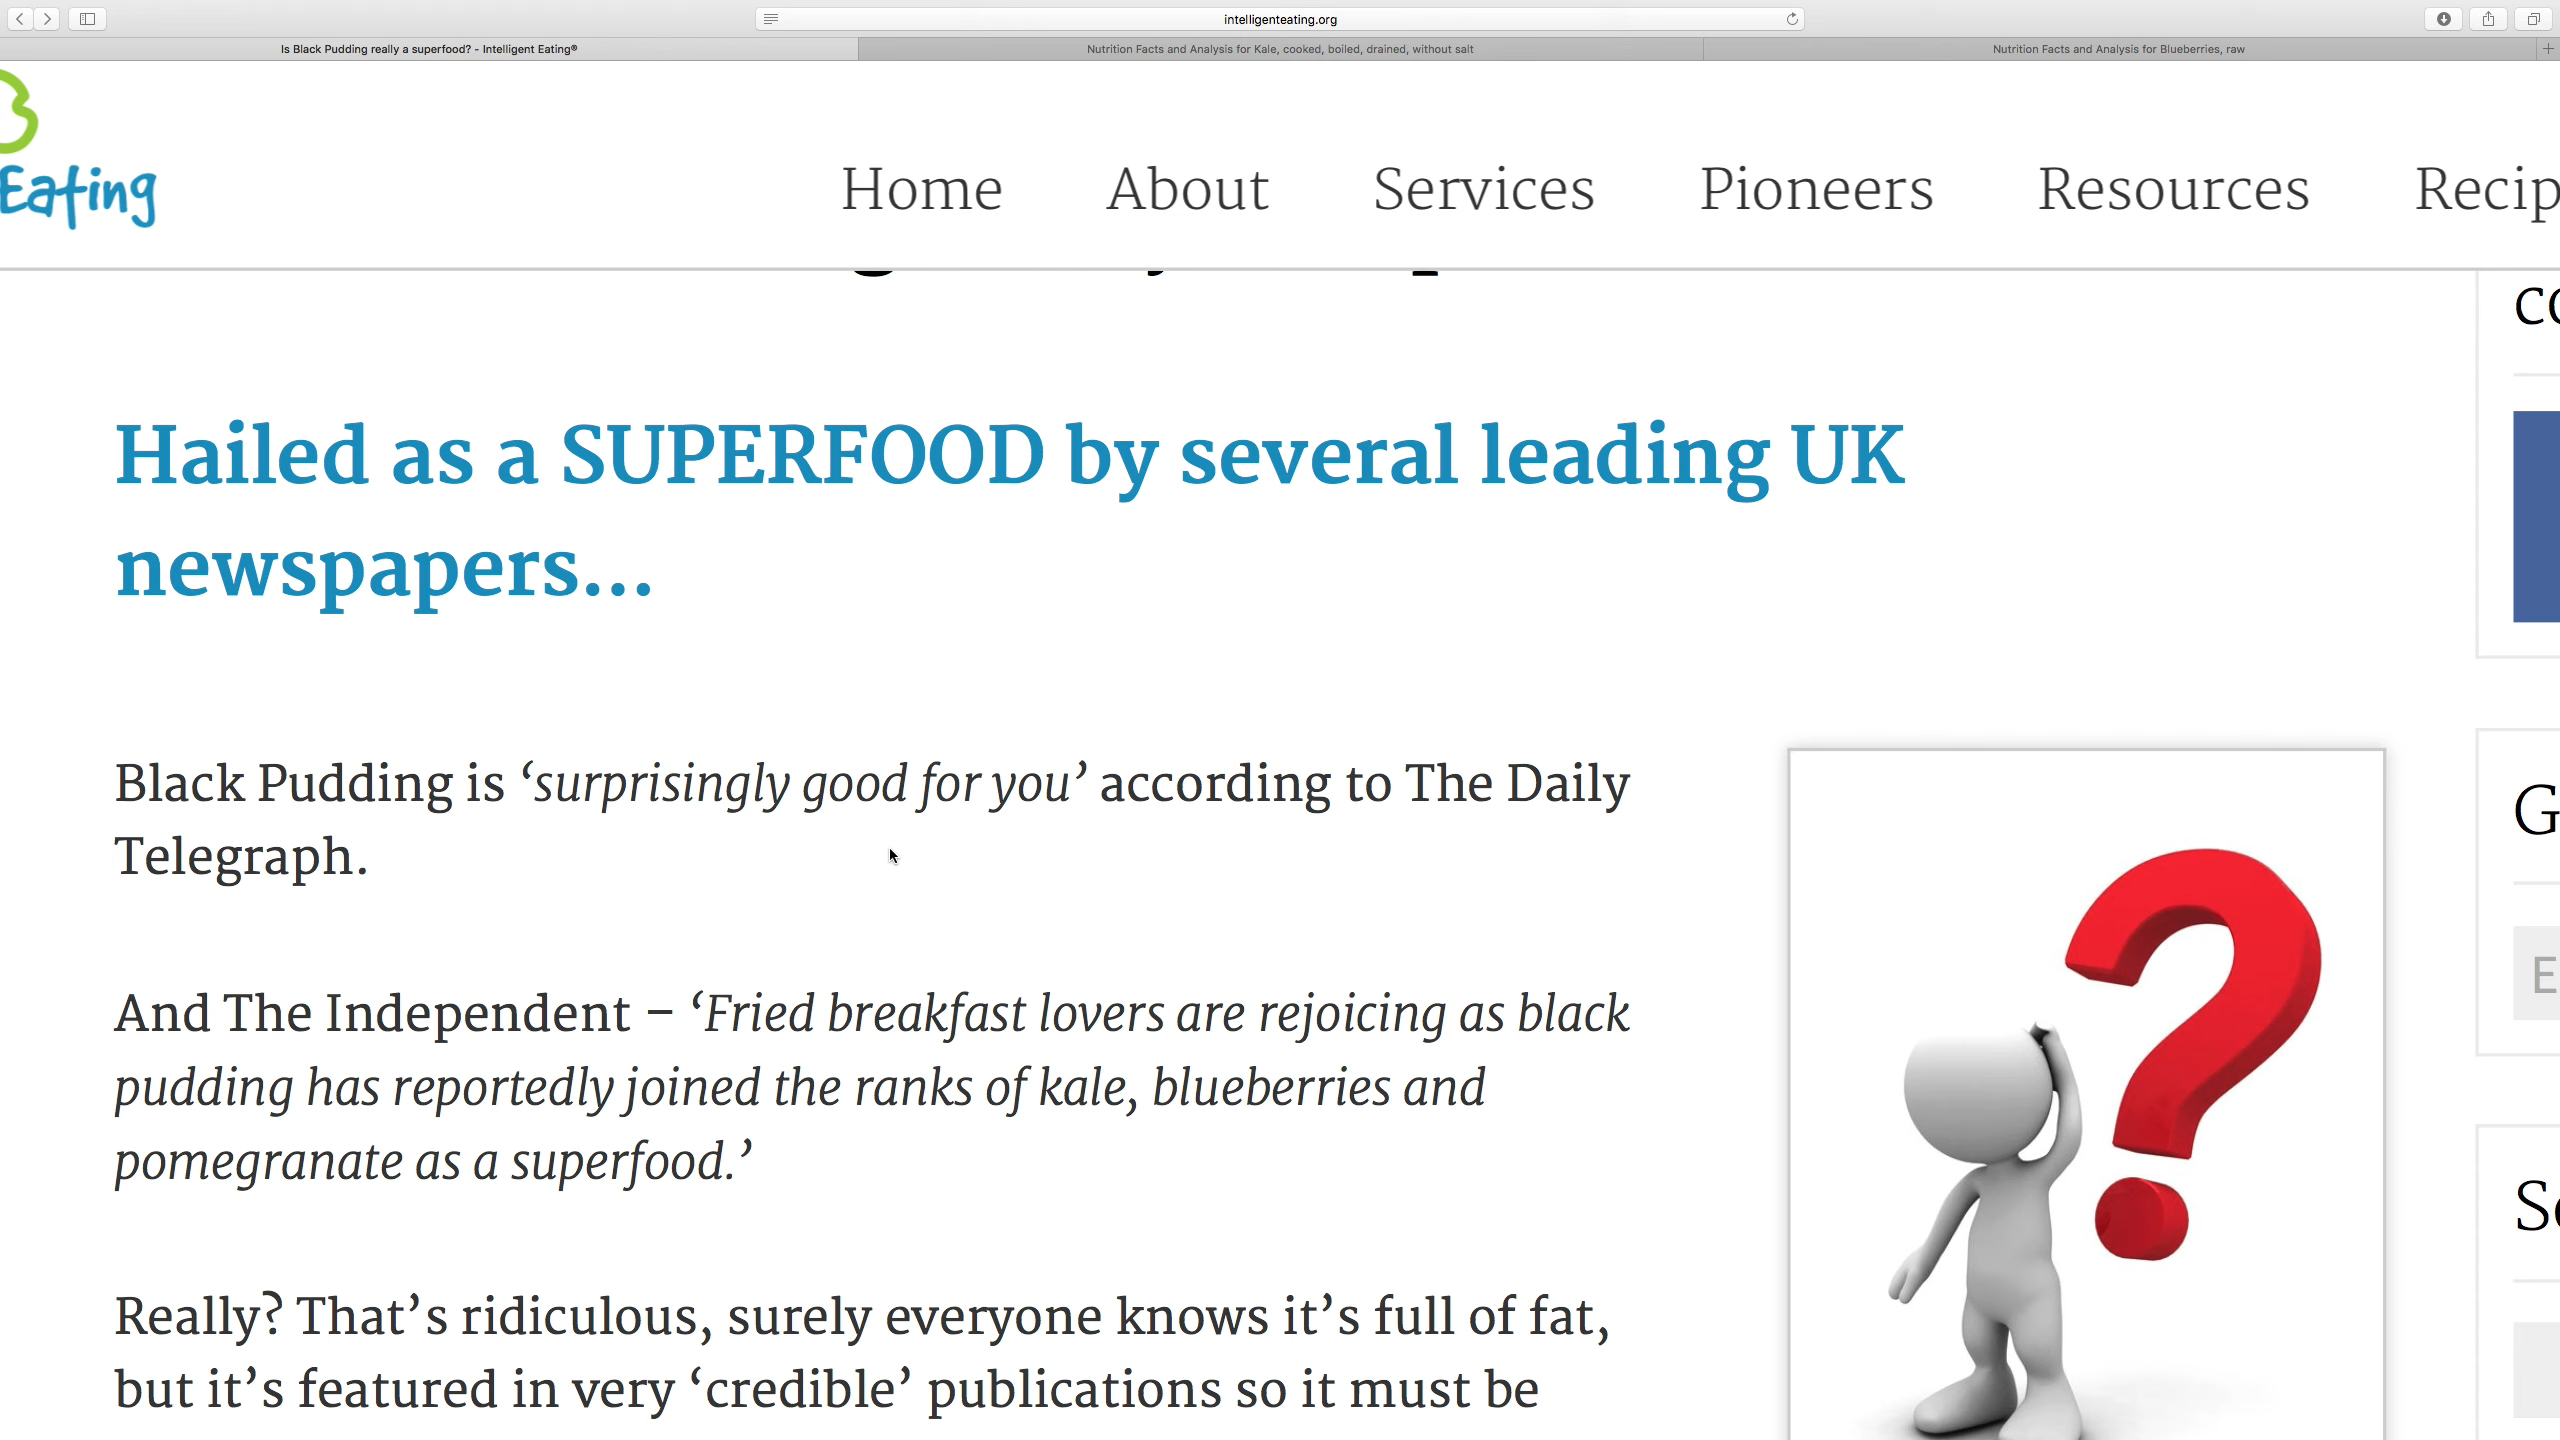 intelligenteating.org
Is Black Pudding really a superfood? - Intelligent Eating®
Nutrition Facts and Analysis for Kale, cooked, boiled, drained, without salt
Nutrition Facts and Analysis for Blueberries, raw
Eating
Home About Services Pioneers Resources Recip
Hailed as a SUPERFOOD by several leading UK
newspapers…
Black Pudding is ‘surprisingly good for you’ according to The Daily
Telegraph.
And The Independent – ‘Fried breakfast lovers are rejoicing as black
pudding has reportedly joined the ranks of kale, blueberries and
pomegranate as a superfood.’
Really? That’s ridiculous, surely everyone knows it’s full of fat,
but it’s featured in very ‘credible’ publications so it must be